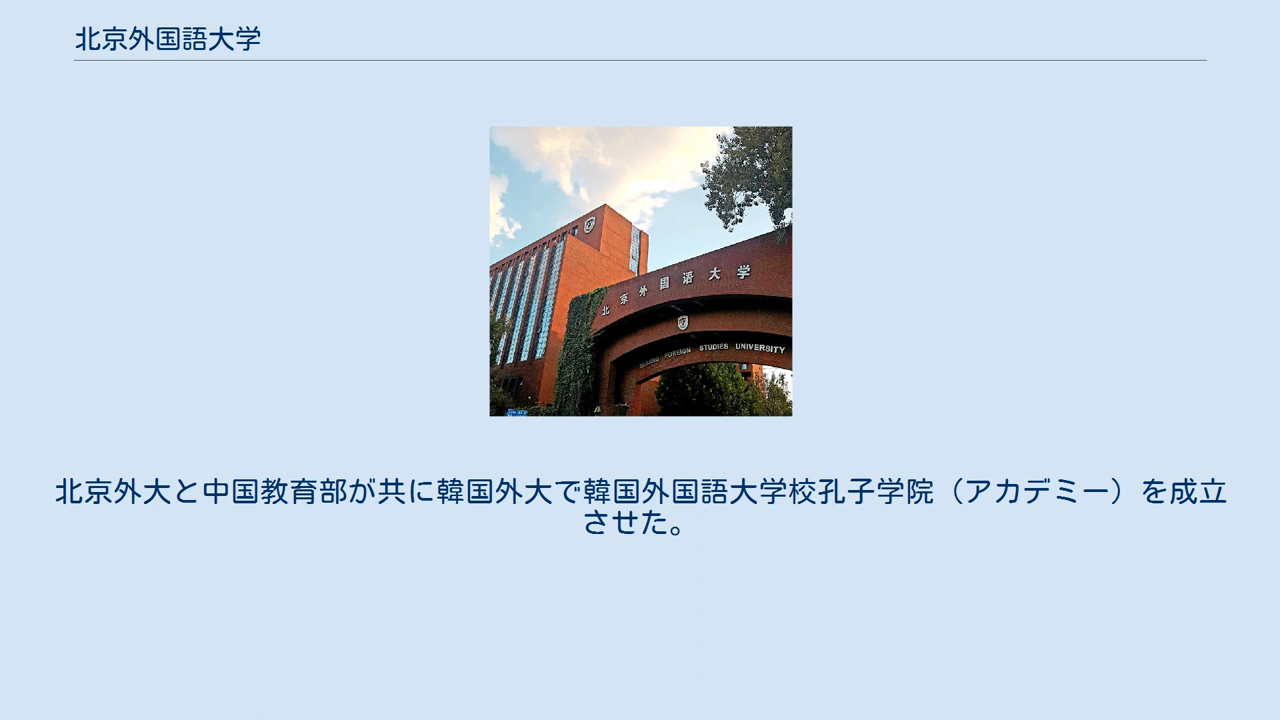 北京外国語大学
北京外国语大学
BEIJING FOREIGN STUDIES UNIVERSITY
北京外大と中国教育部が共に韓国外大で韓国外国語大学校孔子学院（アカデミー）を成立
させた。